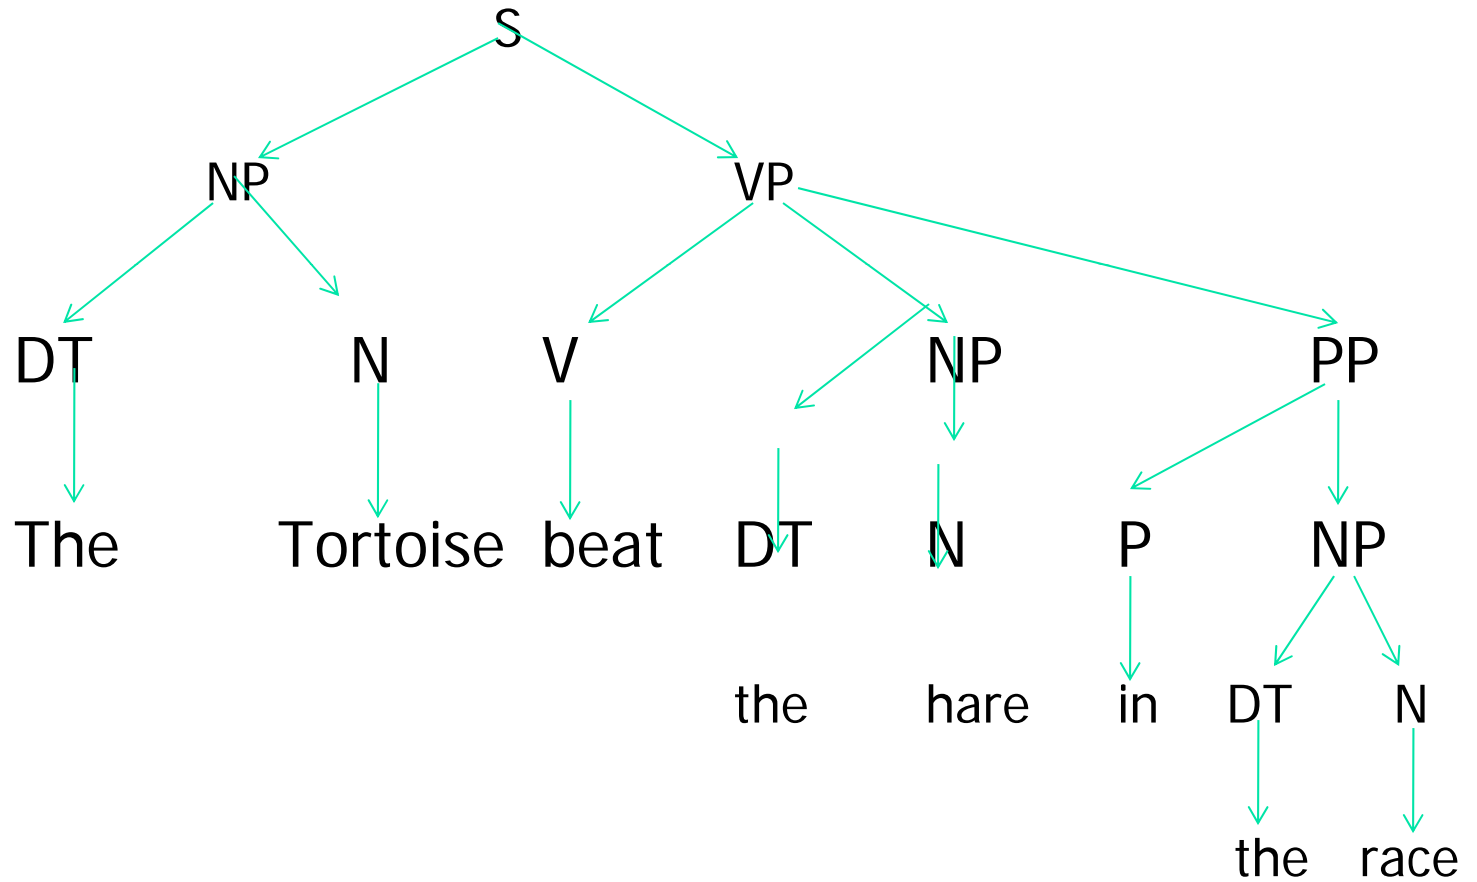 S
NP VP
DT N V NP PP
The Tortoise beat DT N P NP
the hare in DT N
the race